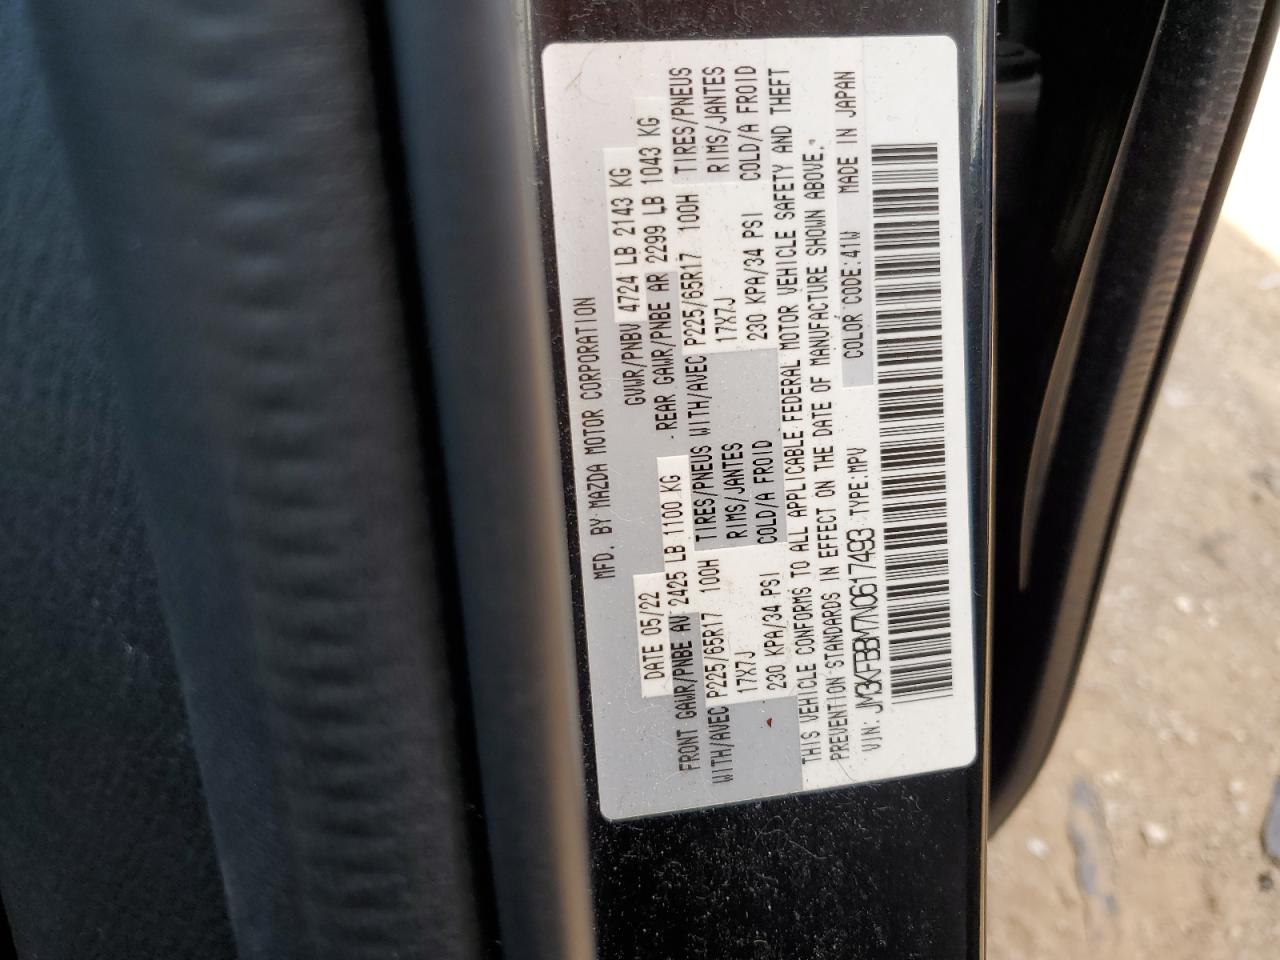 MFD. BY MAZDA MOTOR CORPORATION
DATE 05/22 GVWR/PNBV 4724 LB 2143 KG
FRONT GAWR/PNBE AV 2425 LB 1100 KG REAR GAWR/PNBE AR 2299 LB 1043 KG
WITH/AVEC P225/65R17 100H TIRES/PNEUS WITH/AVEC P225/65R17 100H TIRES/PNEUS
17X7J RIMS/JANTES 17X7J RIMS/JANTES
230 KPA/34 PSI COLD/A FROID 230 KPA/34 PSI COLD/A FROID
THIS VEHICLE CONFORMS TO ALL APPLICABLE FEDERAL MOTOR VEHICLE SAFETY AND THEFT
PREVENTION STANDARDS IN EFFECT ON THE DATE OF MANUFACTURE SHOWN ABOVE.
VIN: JM3KFBBM7N0617493 TYPE:MPV COLOR CODE:41W MADE IN JAPAN